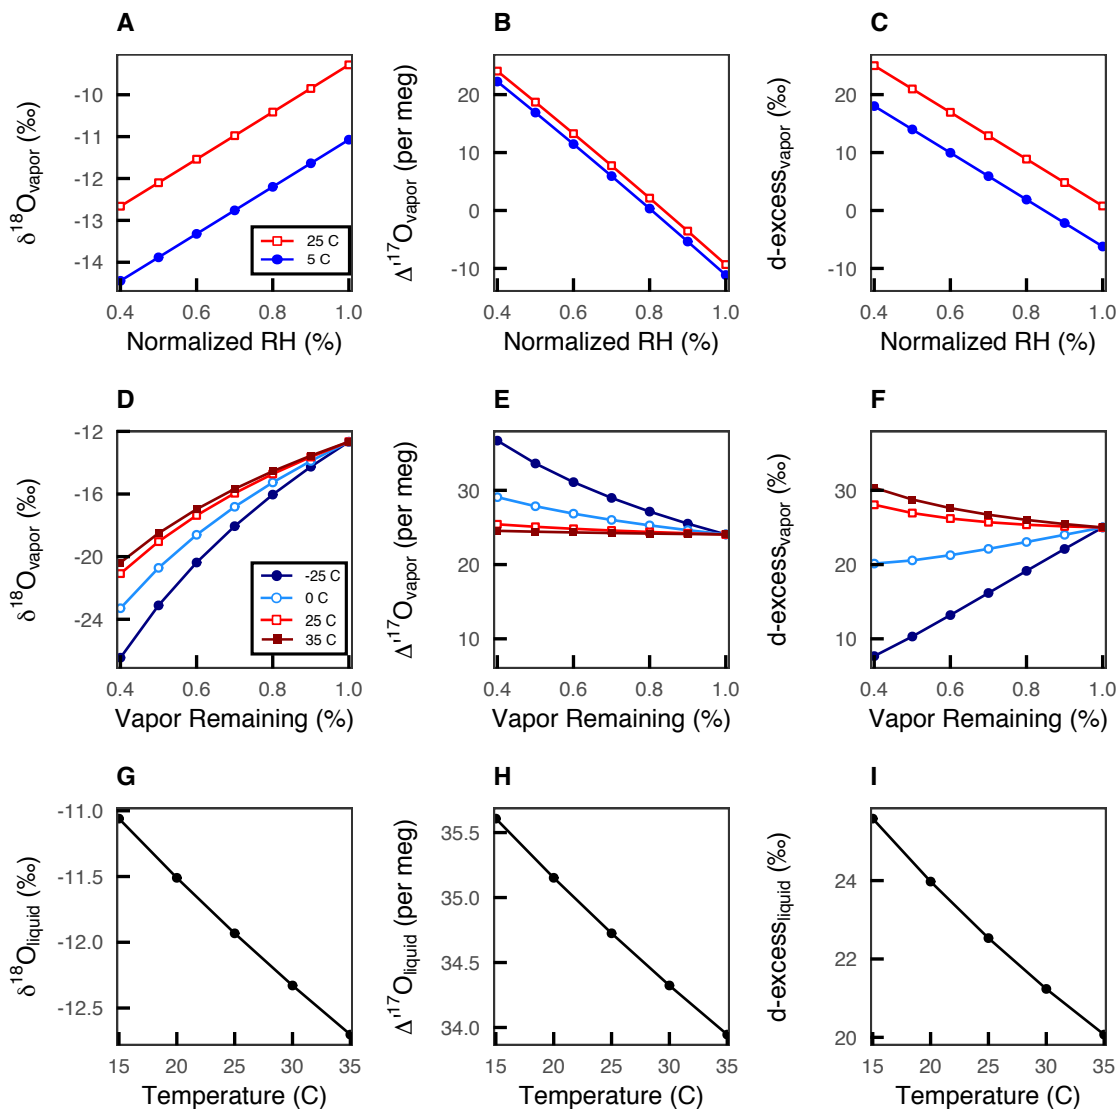 A
δ18Ovapor (‰)
-10
-11
-12
-13
-14
25 C
5 C
0.4 0.6 0.8 1.0
Normalized RH (%)
B
Δ'17Ovapor (per meg)
20
10
0
-10
0.4 0.6 0.8 1.0
Normalized RH (%)
C
d-excessvapor (‰)
20
10
0
-10
0.4 0.6 0.8 1.0
Normalized RH (%)
D
δ18Ovapor (‰)
-12
-16
-20
-24
-25 C
0 C
25 C
35 C
0.4 0.6 0.8 1.0
Vapor Remaining (%)
E
Δ'17Ovapor (per meg)
30
20
10
0.4 0.6 0.8 1.0
Vapor Remaining (%)
F
d-excessvapor (‰)
30
20
10
0.4 0.6 0.8 1.0
Vapor Remaining (%)
G
δ18Oliquid (‰)
-11.0
-11.5
-12.0
-12.5
15 20 25 30 35
Temperature (C)
H
Δ'17Oliquid (per meg)
35.5
35.0
34.5
34.0
15 20 25 30 35
Temperature (C)
I
d-excessliquid (‰)
24
22
20
15 20 25 30 35
Temperature (C)